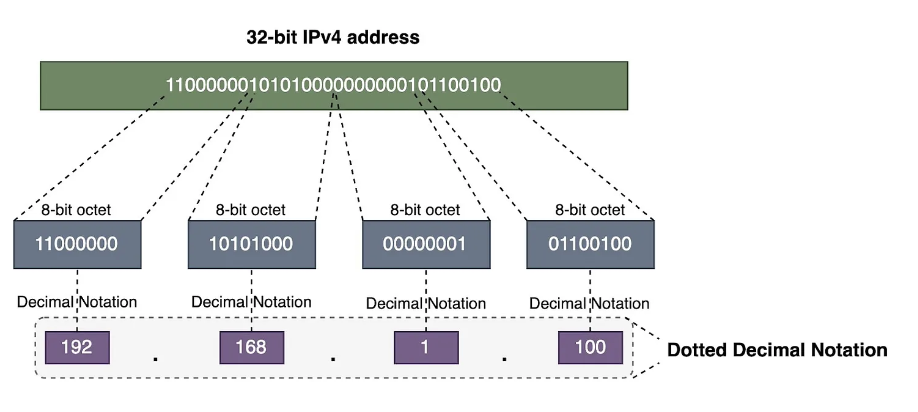 32-bit IPv4 address
11000000101010000000000101100100
8-bit octet 8-bit octet 8-bit octet 8-bit octet
11000000 10101000 00000001 01100100
Decimal Notation Decimal Notation Decimal Notation Decimal Notation
192 . 168 . 1 . 100
Dotted Decimal Notation